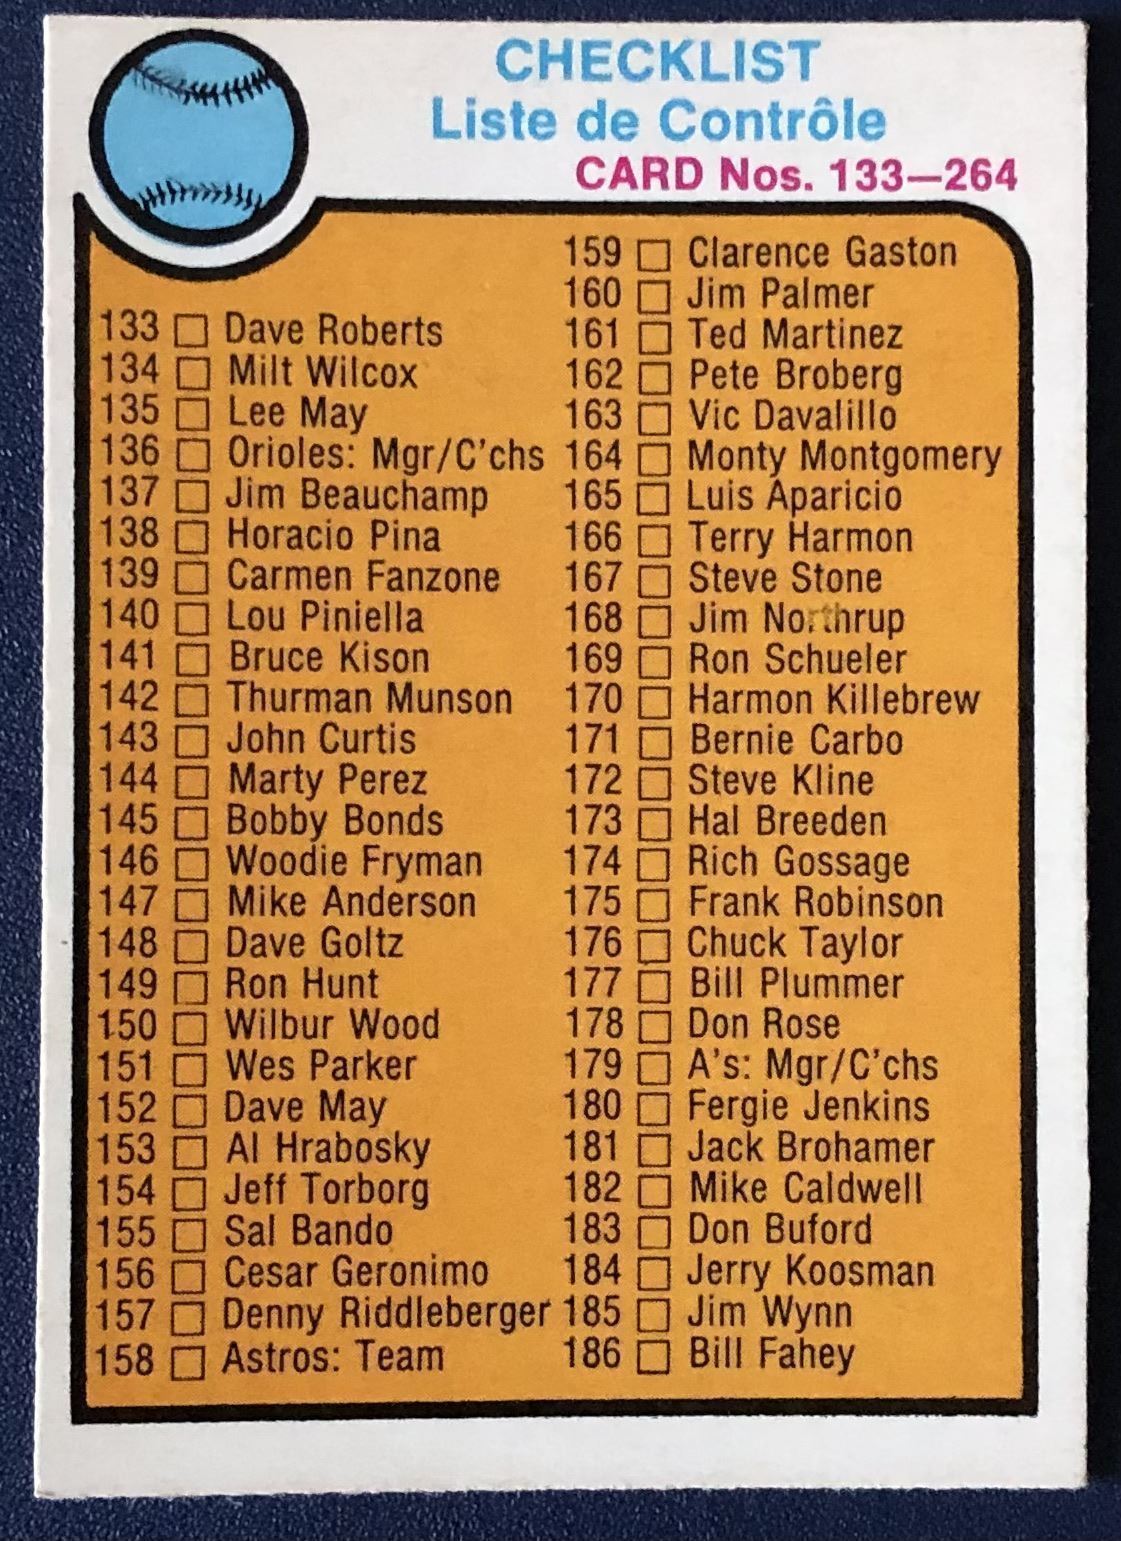 CHECKLIST
Liste de Contrôle
CARD Nos. 133—264
133 Dave Roberts
134 Milt Wilcox
135 Lee May
136 Orioles: Mgr/C'chs
137 Jim Beauchamp
138 Horacio Pina
139 Carmen Fanzone
140 Lou Piniella
141 Bruce Kison
142 Thurman Munson
143 John Curtis
144 Marty Perez
145 Bobby Bonds
146 Woodie Fryman
147 Mike Anderson
148 Dave Goltz
149 Ron Hunt
150 Wilbur Wood
151 Wes Parker
152 Dave May
153 Al Hrabosky
154 Jeff Torborg
155 Sal Bando
156 Cesar Geronimo
157 Denny Riddleberger
158 Astros: Team
159 Clarence Gaston
160 Jim Palmer
161 Ted Martinez
162 Pete Broberg
163 Vic Davalillo
164 Monty Montgomery
165 Luis Aparicio
166 Terry Harmon
167 Steve Stone
168 Jim Northrup
169 Ron Schueler
170 Harmon Killebrew
171 Bernie Carbo
172 Steve Kline
173 Hal Breeden
174 Rich Gossage
175 Frank Robinson
176 Chuck Taylor
177 Bill Plummer
178 Don Rose
179 A's: Mgr/C'chs
180 Fergie Jenkins
181 Jack Brohamer
182 Mike Caldwell
183 Don Buford
184 Jerry Koosman
185 Jim Wynn
186 Bill Fahey